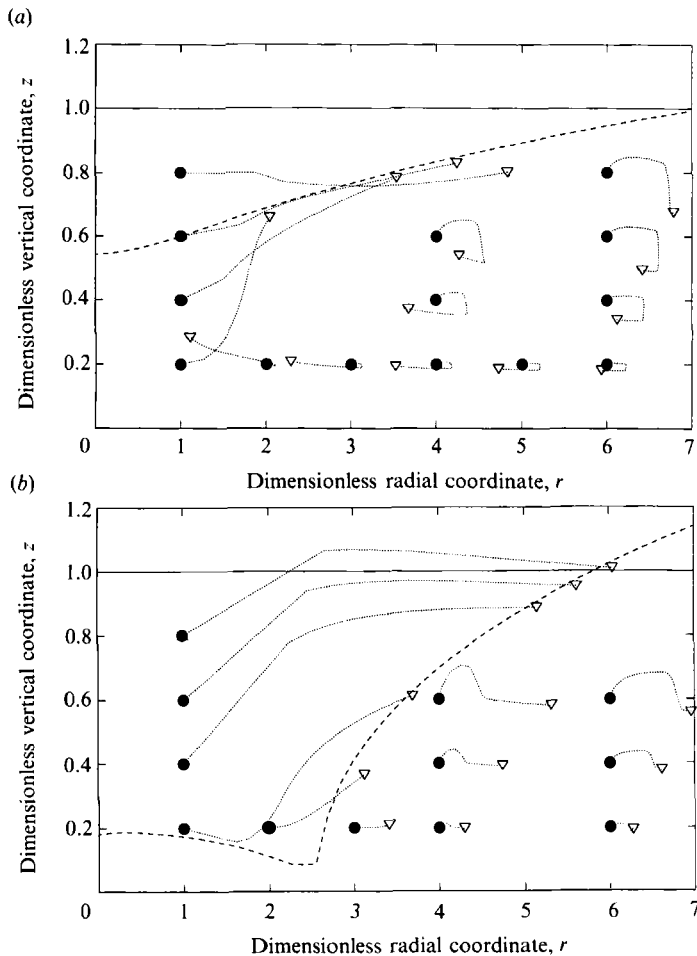 (a)
1.2
1.0
0.8
0.6
0.4
0.2
0 1 2 3 4 5 6 7
Dimensionless vertical coordinate, z
Dimensionless radial coordinate, r
(b)
1.2
1.0
0.8
0.6
0.4
0.2
0 1 2 3 4 5 6 7
Dimensionless vertical coordinate, z
Dimensionless radial coordinate, r